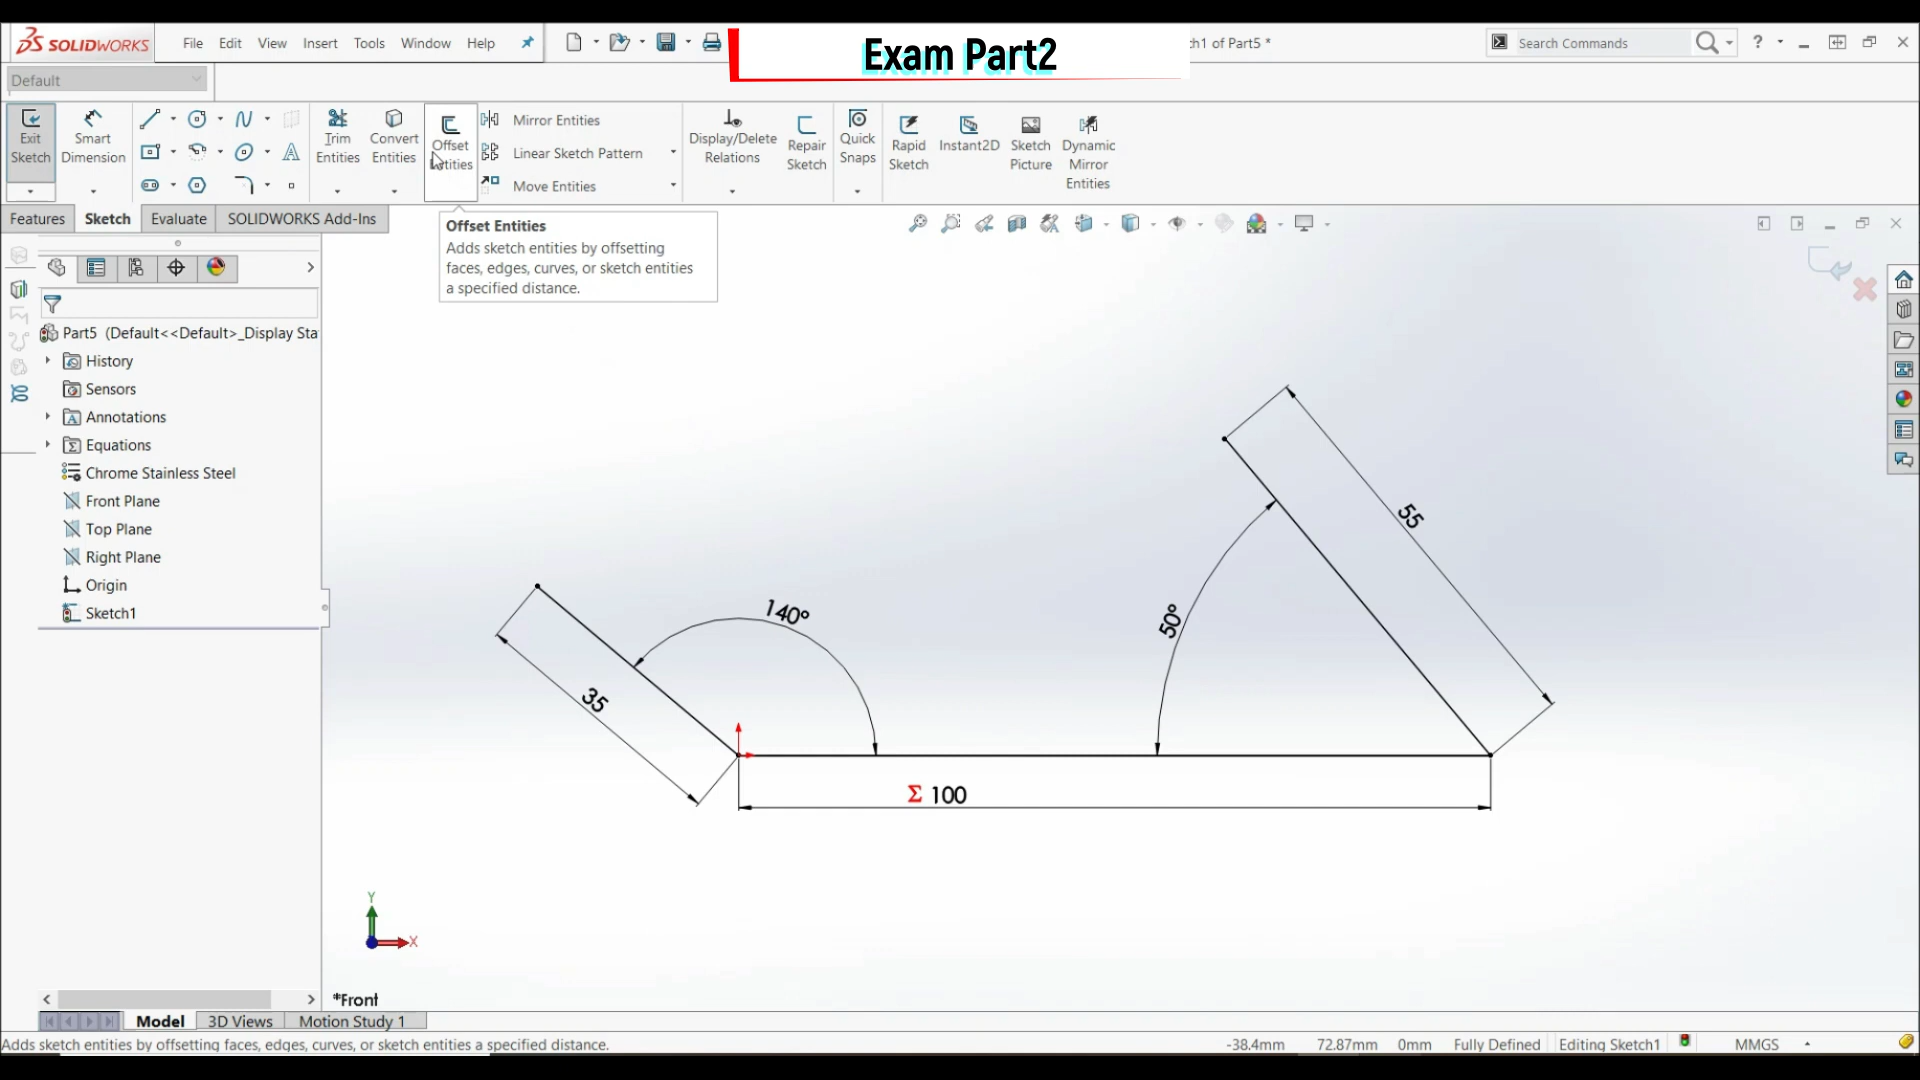 SOLIDWORKS
File Edit View Insert Tools Window Help
Exam Part2
ch1 of Part5 *
Search Commands
?
Default
Exit Sketch
Smart Dimension
Trim Entities
Convert Entities
Offset Entities
Mirror Entities
Linear Sketch Pattern
Move Entities
Display/Delete Relations
Repair Sketch
Quick Snaps
Rapid Sketch
Instant2D
Sketch Picture
Dynamic Mirror Entities
Features Sketch Evaluate SOLIDWORKS Add-Ins
Offset Entities
Adds sketch entities by offsetting
faces, edges, curves, or sketch entities
a specified distance.
Part5 (Default<<Default>_Display Sta
History
Sensors
Annotations
Equations
Chrome Stainless Steel
Front Plane
Top Plane
Right Plane
Origin
Sketch1
55
50°
140°
35
Σ 100
Y
X
*Front
Model 3D Views Motion Study 1
Adds sketch entities by offsetting faces, edges, curves, or sketch entities a specified distance.
-38.4mm 72.87mm 0mm Fully Defined Editing Sketch1 MMGS